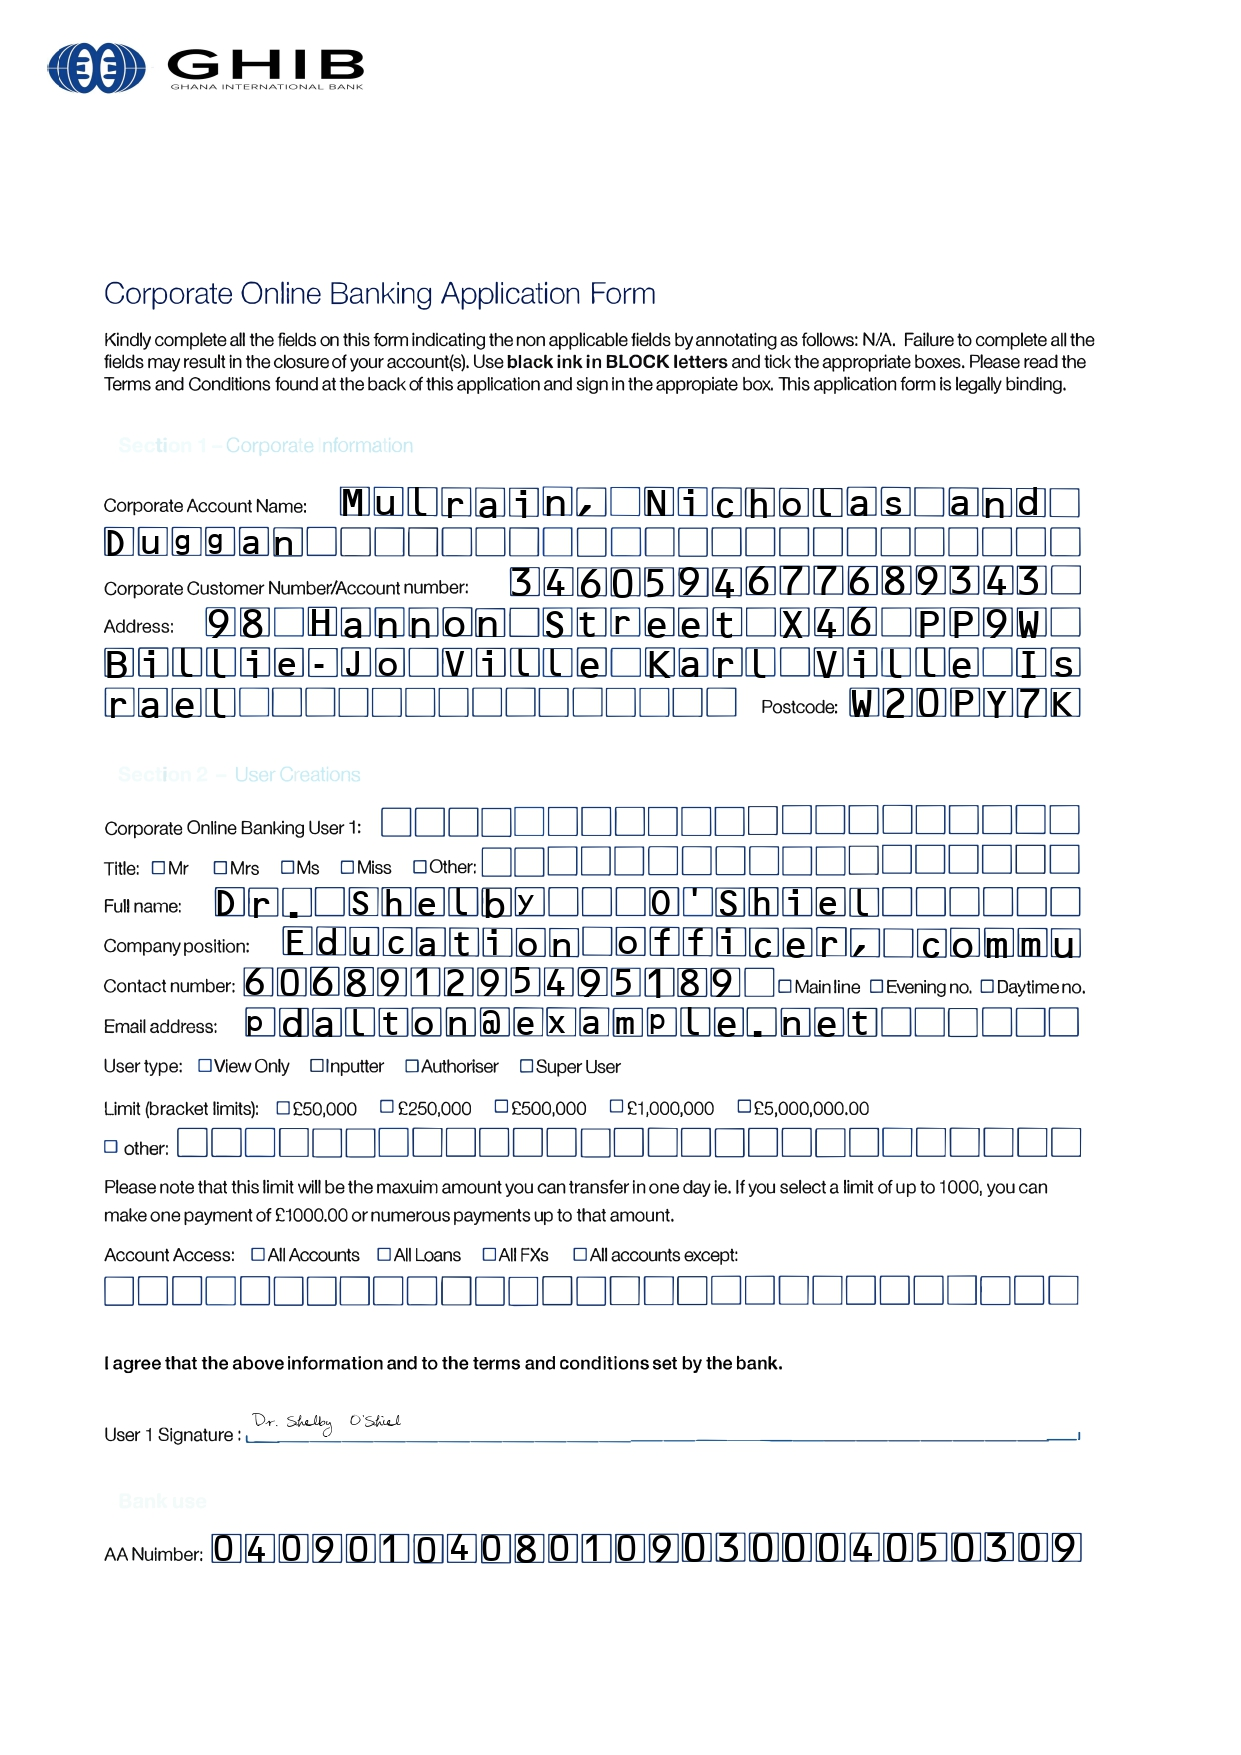 GHIB
GHANA INTERNATIONAL BANK
Corporate Online Banking Application Form
Kindly complete all the fields on this form indicating the non applicable fields by annotating as follows: N/A. Failure to complete all the
fields may result in the closure of your account(s). Use black ink in BLOCK letters and tick the appropriate boxes. Please read the
Terms and Conditions found at the back of this application and sign in the appropiate box. This application form is legally binding.
Section 1 – Corporate Information
Corporate Account Name: Mulrain, Nicholas and
Duggan
Corporate Customer Number/Account number: 3460594677689343
Address: 98 Hannon Street X46 PP9W
Billie-Jo Ville Karl Ville Is
rael Postcode: W20PY7K
Section 2 – User Creations
Corporate Online Banking User 1:
Title: Mr Mrs Ms Miss Other:
Full name: Dr. Shelby O'Shiel
Company position: Education officer, commu
Contact number: 606891295495189 Main line Evening no. Daytime no.
Email address: pdalton@example.net
User type: View Only Inputter Authoriser Super User
Limit (bracket limits): £50,000 £250,000 £500,000 £1,000,000 £5,000,000.00
other:
Please note that this limit will be the maxuim amount you can transfer in one day ie. If you select a limit of up to 1000, you can
make one payment of £1000.00 or numerous payments up to that amount.
Account Access: All Accounts All Loans All FXs All accounts except:
I agree that the above information and to the terms and conditions set by the bank.
User 1 Signature : Dr. Shelby O'Shiel
Bank use
AA Nuimber: 04090104080109030004050309